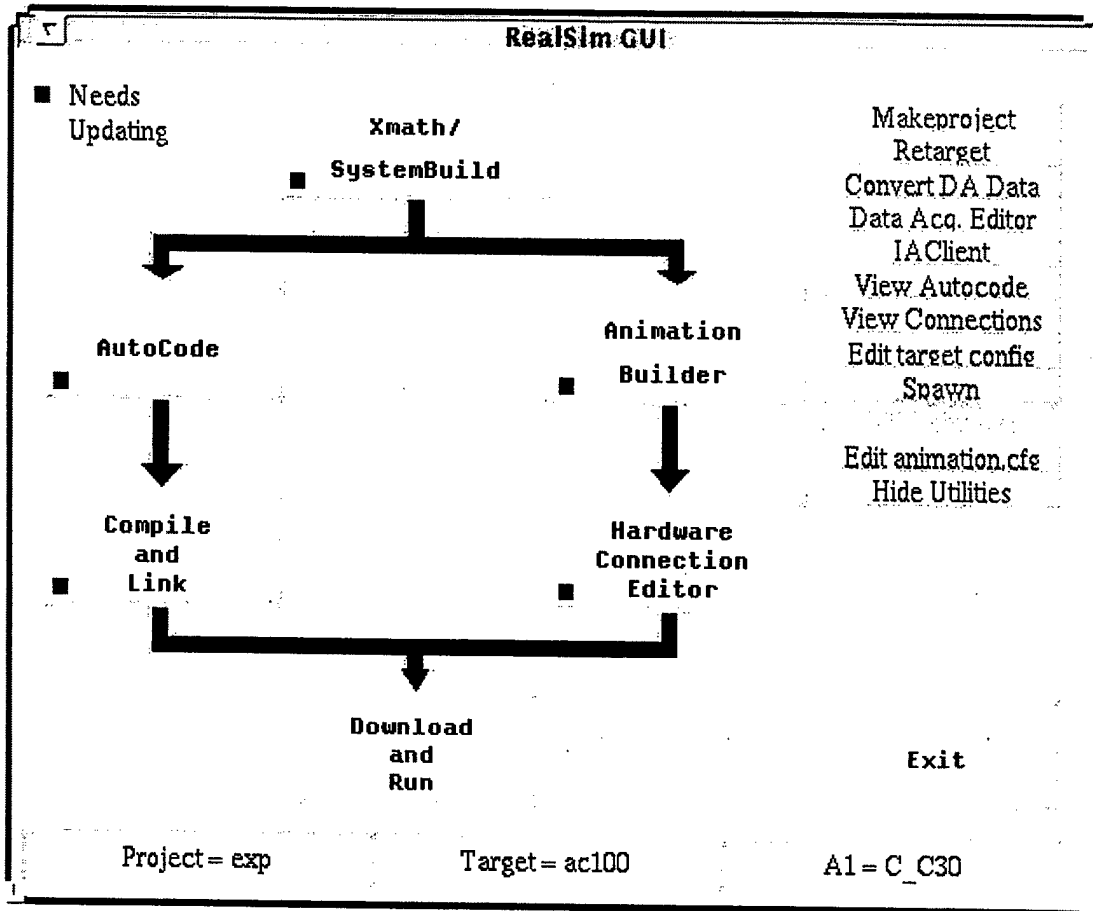 RealSim GUI
Needs
Updating
Xmath/
SystemBuild
Makeproject
Retarget
Convert DA Data
Data Acq. Editor
IAClient
View Autocode
View Connections
Edit target config
Spawn
Edit animation.cfg
Hide Utilities
AutoCode
Animation
Builder
Compile
and
Link
Hardware
Connection
Editor
Download
and
Run
Exit
Project = exp
Target = ac100
A1 = C_C30